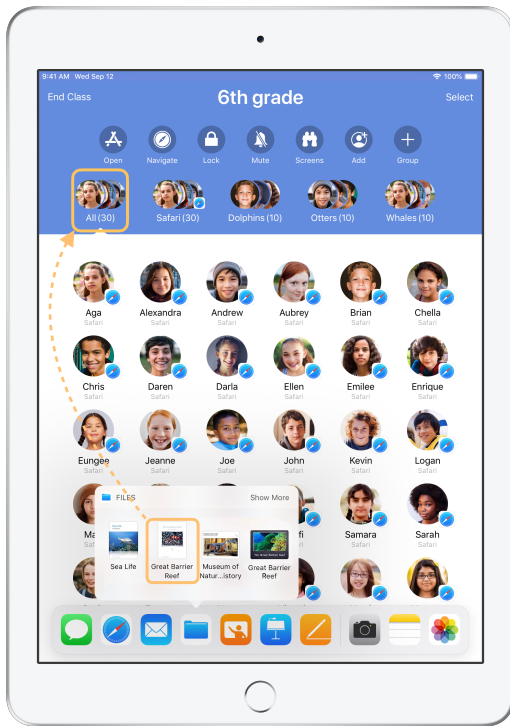 9:41 AM Wed Sep 12
100%
End Class
6th grade
Select
Open
Navigate
Lock
Mute
Screens
Add
Group
All (30)
Safari (30)
Dolphins (10)
Otters (10)
Whales (10)
Aga
Alexandra
Andrew
Aubrey
Brian
Chella
Safari
Safari
Safari
Safari
Safari
Safari
Chris
Daren
Darla
Ellen
Emilee
Enrique
Safari
Safari
Safari
Safari
Safari
Safari
Eungee
Jeanne
Joe
John
Kevin
Logan
Safari
Safari
Safari
Safari
Safari
Safari
FILES
Show More
Ma
fi
Samara
Sarah
Safari
Safari
Sea Life
Great Barrier
Reef
Museum of
Natur...istory
Great Barrier
Reef